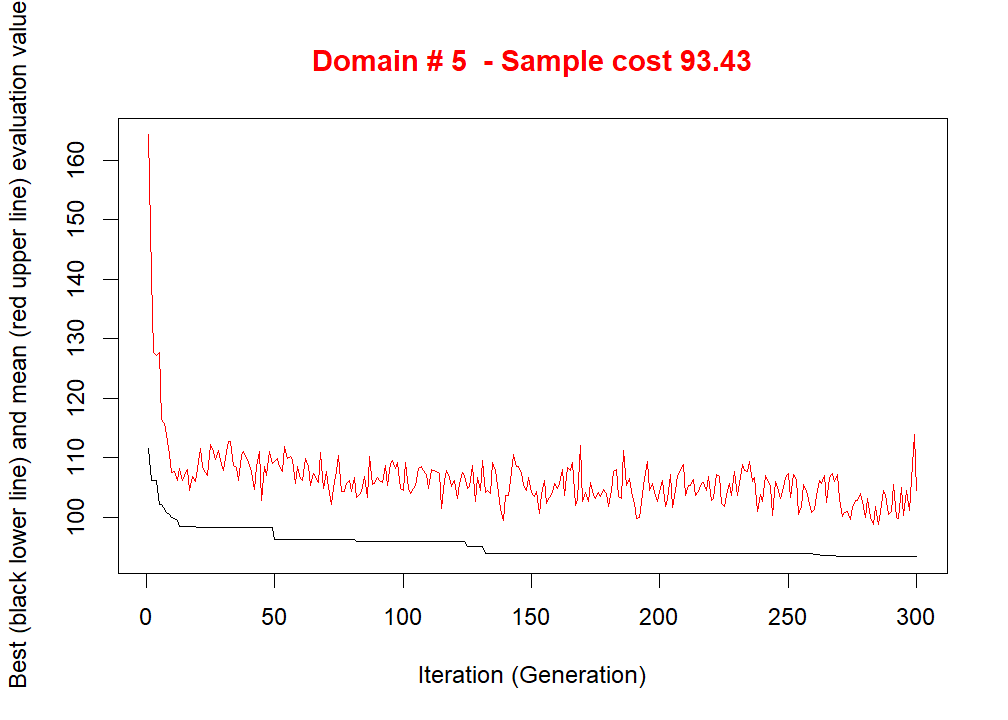 Domain # 5  - Sample cost 93.43
Best (black lower line) and mean (red upper line) evaluation value
160
150
140
130
120
110
100
0 50 100 150 200 250 300
Iteration (Generation)